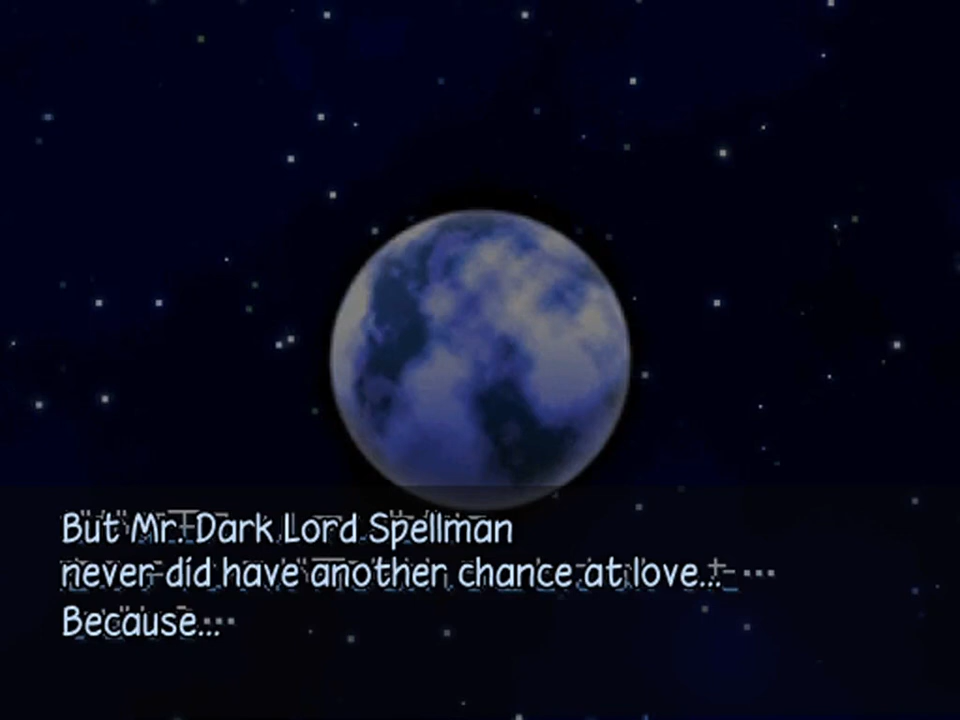 But Mr. Dark Lord Spellman
never did have another chance at love...
Because...